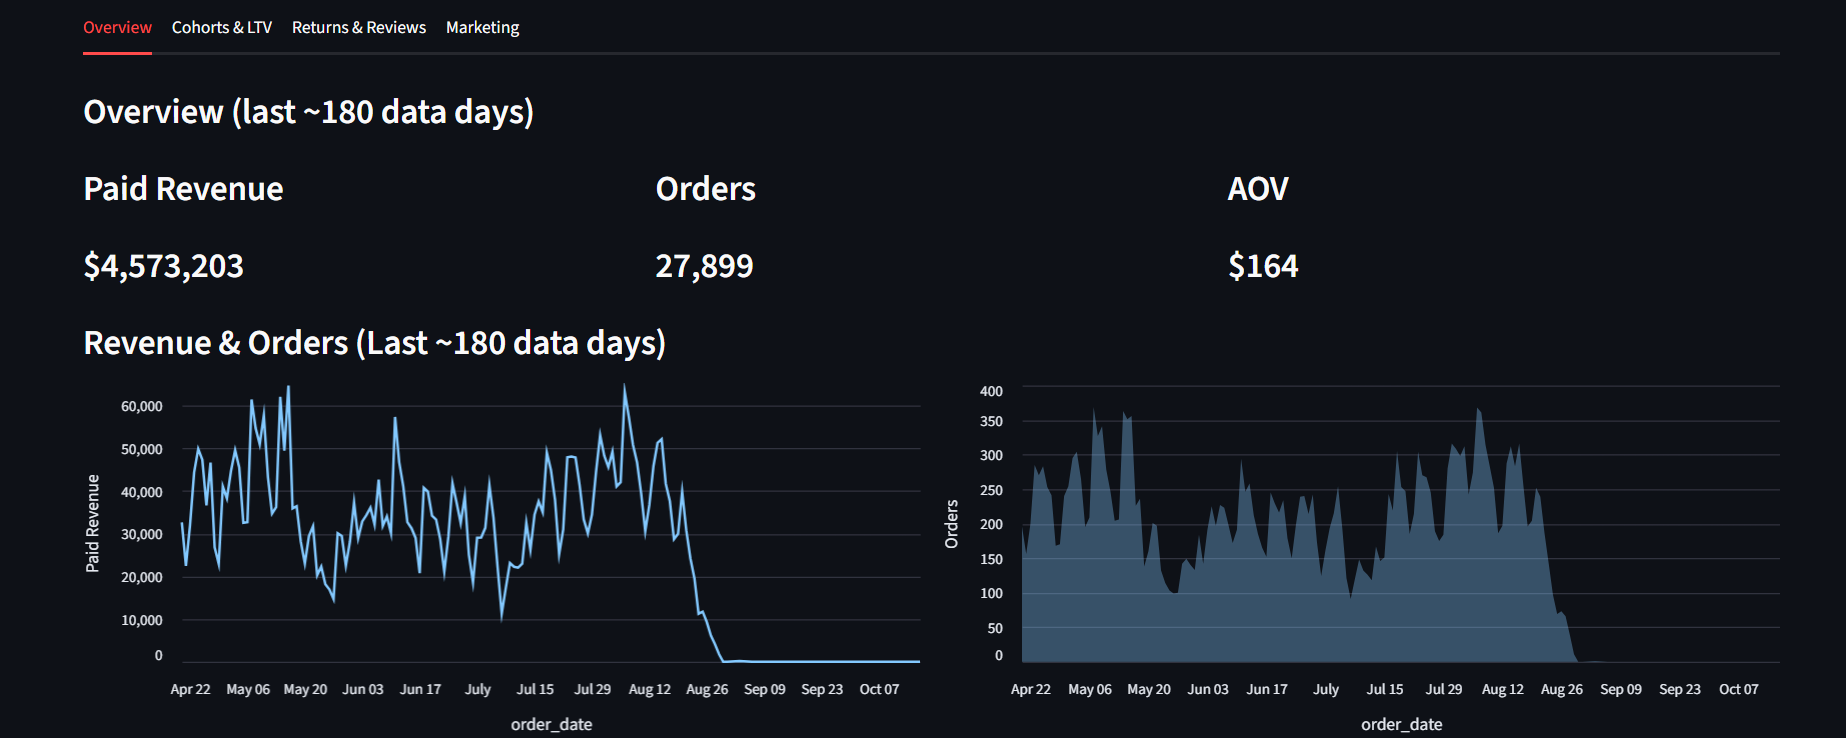 Overview Cohorts & LTV Returns & Reviews Marketing
Overview (last ~180 data days)
Paid Revenue Orders AOV
$4,573,203 27,899 $164
Revenue & Orders (Last ~180 data days)
Paid Revenue
60,000
50,000
40,000
30,000
20,000
10,000
0
Apr 22 May 06 May 20 Jun 03 Jun 17 July Jul 15 Jul 29 Aug 12 Aug 26 Sep 09 Sep 23 Oct 07
order_date
Orders
400
350
300
250
200
150
100
50
0
Apr 22 May 06 May 20 Jun 03 Jun 17 July Jul 15 Jul 29 Aug 12 Aug 26 Sep 09 Sep 23 Oct 07
order_date